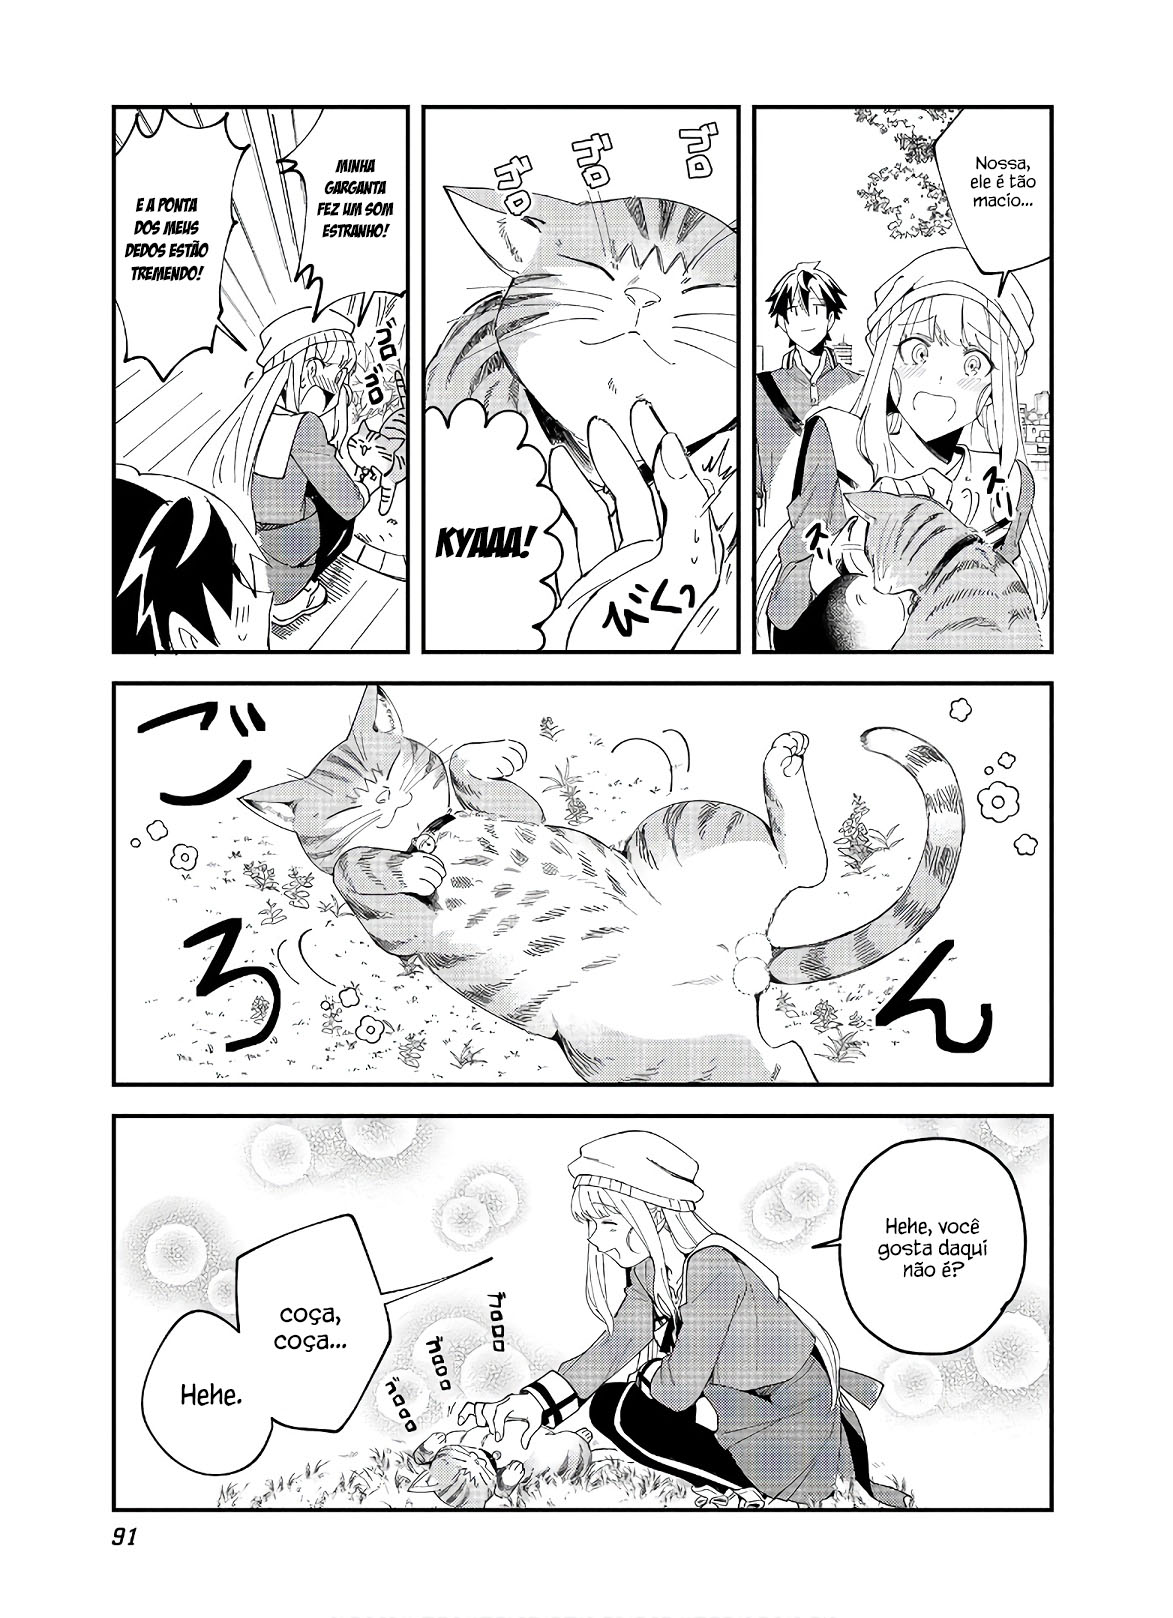 Nossa,
ele é tão
macio...
スリ
スリ
ゴロ
ゴロ
ゴロ
KYAAA!
びくっ
MINHA
GARGANTA
FEZ UM SOM
ESTRANHO!
E A PONTA
DOS MEUS
DEDOS ESTÃO
TREMENDO!
ゴロ
ゴロ
ごろん
Hehe, você
gosta daqui
não é?
coça,
coça...
Hehe.
ゴロロロ
ゴロロロ
ゴロロロ
91